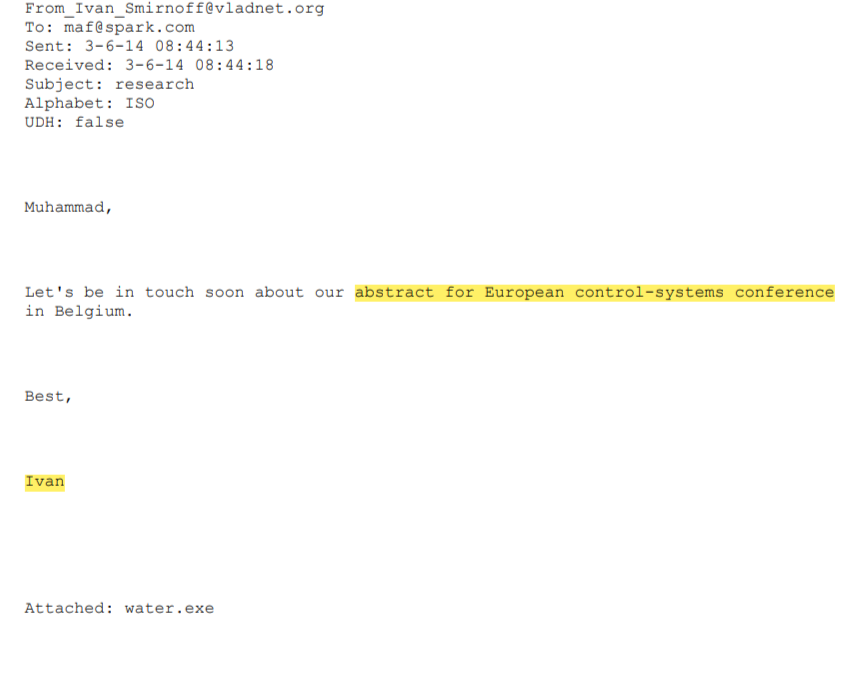 From_Ivan_Smirnoff@vladnet.org
To: maf@spark.com
Sent: 3-6-14 08:44:13
Received: 3-6-14 08:44:18
Subject: research
Alphabet: ISO
UDH: false
Muhammad,
Let's be in touch soon about our abstract for European control-systems conference
in Belgium.
Best,
Ivan
Attached: water.exe